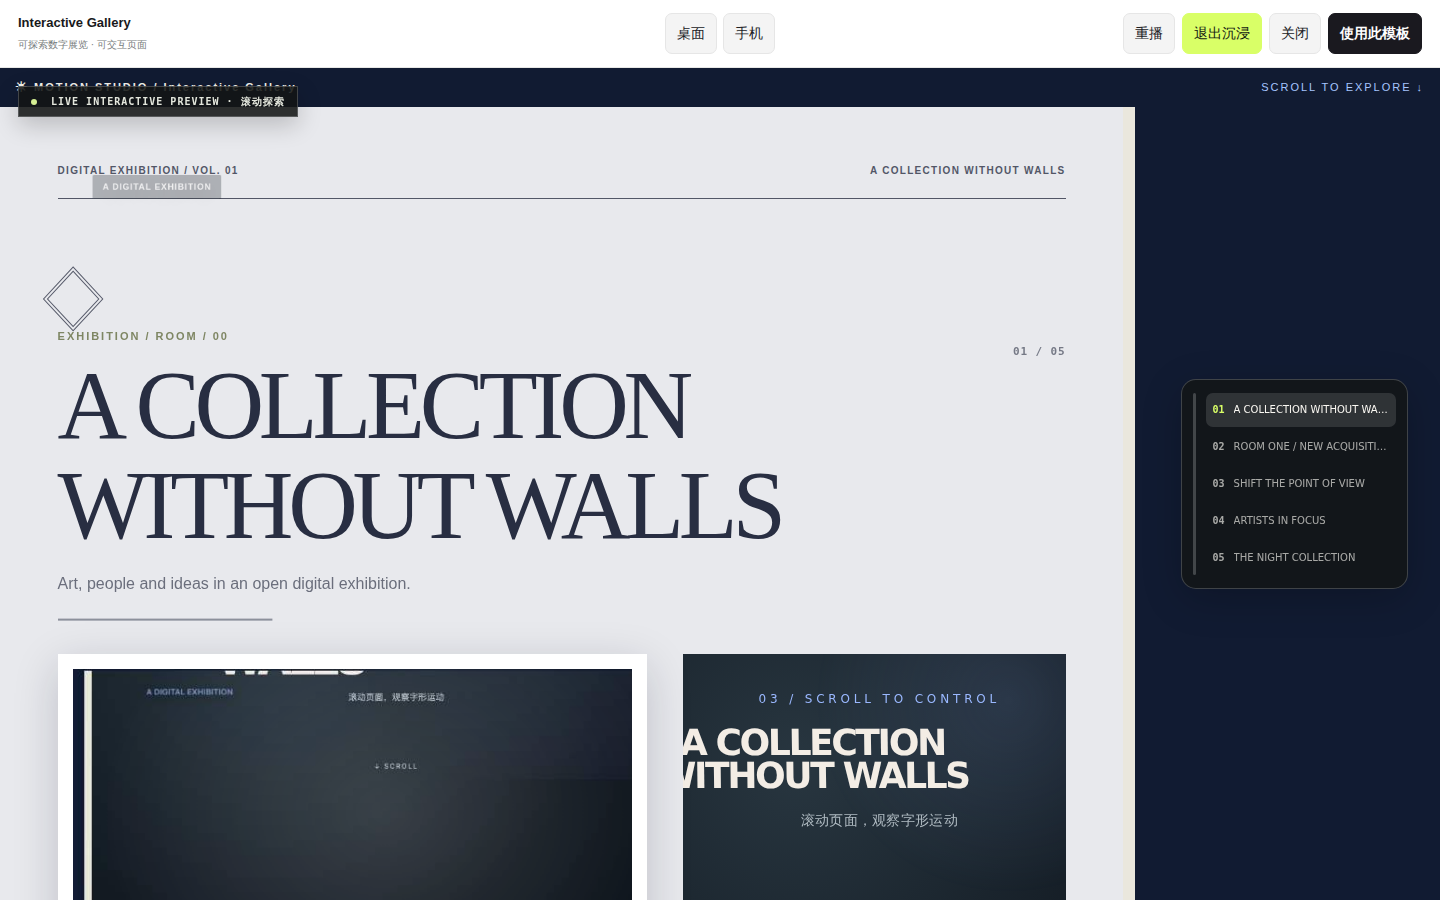 Interactive Gallery
可探索数字展览 · 可交互页面
桌面
手机
重播
退出沉浸
关闭
使用此模板
MOTION STUDIO / Interactive Gallery
SCROLL TO EXPLORE ↓
LIVE INTERACTIVE PREVIEW · 滚动探索
DIGITAL EXHIBITION / VOL. 01
A COLLECTION WITHOUT WALLS
A DIGITAL EXHIBITION
EXHIBITION / ROOM / 00
01 / 05
A COLLECTION
WITHOUT WALLS
Art, people and ideas in an open digital exhibition.
01 A COLLECTION WITHOUT WA...
02 ROOM ONE / NEW ACQUISITI...
03 SHIFT THE POINT OF VIEW
04 ARTISTS IN FOCUS
05 THE NIGHT COLLECTION
WALLS
A DIGITAL EXHIBITION
滚动页面，观察字形运动
↓ SCROLL
03 / SCROLL TO CONTROL
A COLLECTION
WITHOUT WALLS
滚动页面，观察字形运动